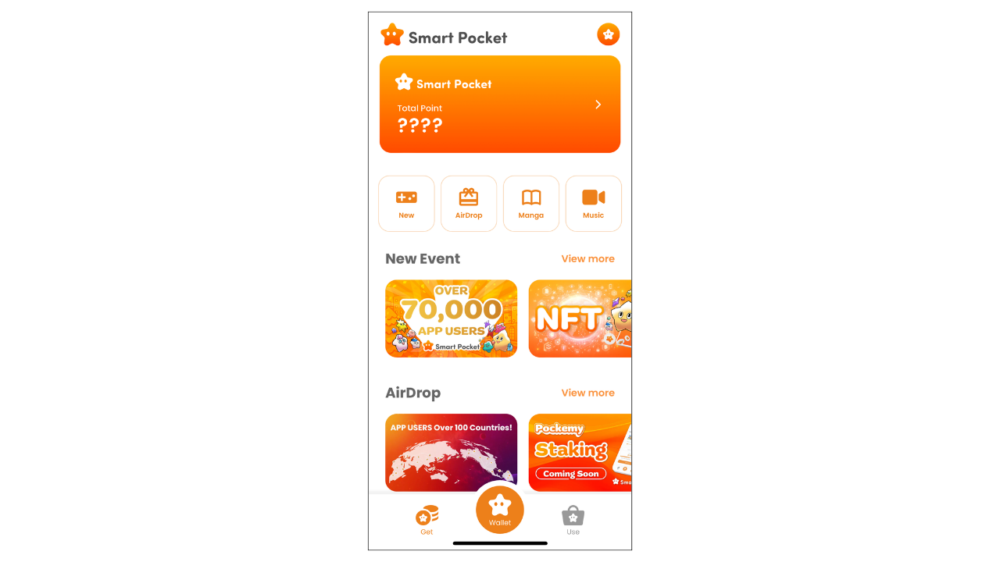 Smart Pocket
Smart Pocket
Total Point
????
New
AirDrop
Manga
Music
New Event
View more
OVER
70,000
APP USERS
Smart Pocket
NFT
AirDrop
View more
APP USERS Over 100 Countries!
Pockemy
Staking
Coming Soon
Smo
Get
Wallet
Use